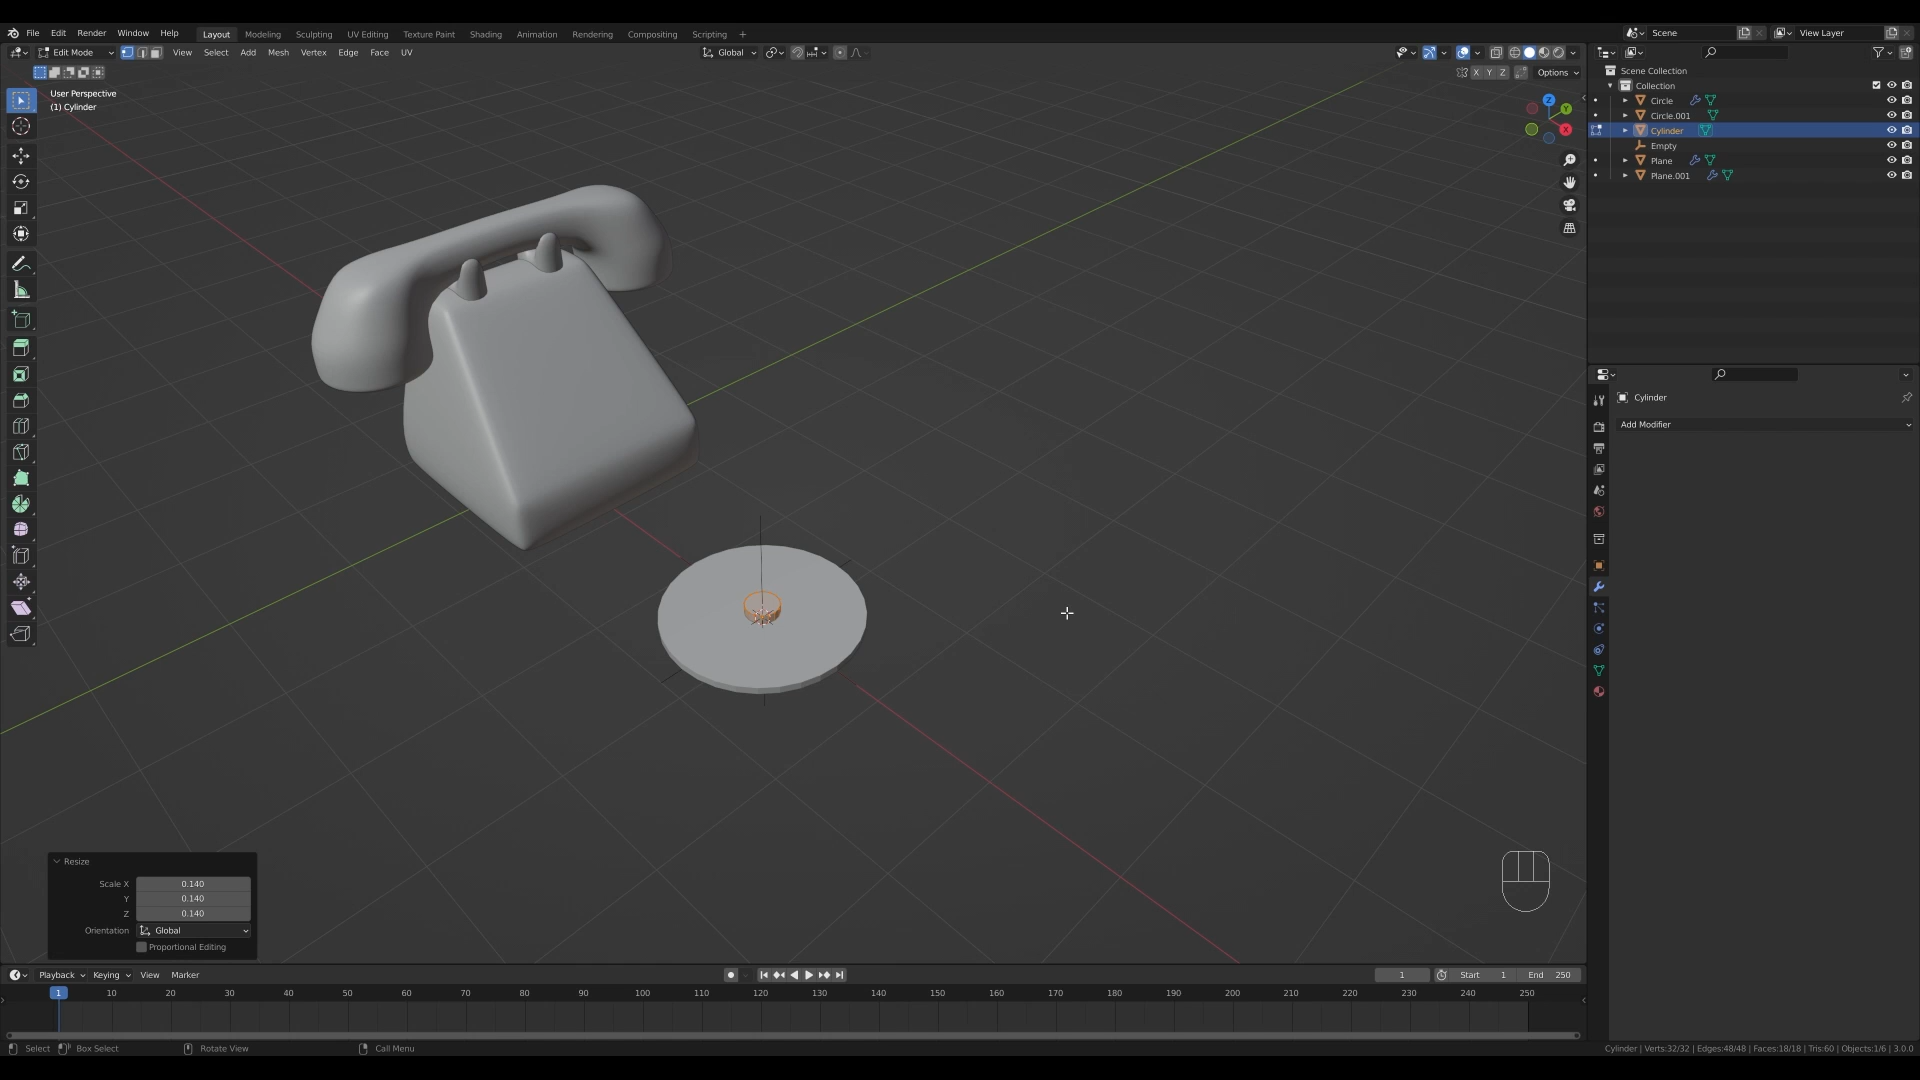 File Edit Render Window Help Layout Modeling Sculpting UV Editing Texture Paint Shading Animation Rendering Compositing Scripting + Scene View Layer
Edit Mode View Select Add Mesh Vertex Edge Face UV Global
X Y Z Options
User Perspective
(1) Cylinder
Z
Y
X
Scene Collection
Collection
Circle
Circle.001
Cylinder
Empty
Plane
Plane.001
Cylinder
Add Modifier
Resize
Scale X 0.140
Y 0.140
Z 0.140
Orientation Global
Proportional Editing
Playback Keying View Marker 1 Start 1 End 250
1 10 20 30 40 50 60 70 80 90 100 110 120 130 140 150 160 170 180 190 200 210 220 230 240 250
Select Box Select Rotate View Call Menu Cylinder | Verts:32/32 | Edges:48/48 | Faces:18/18 | Tris:60 | Objects:1/6 | 3.0.0